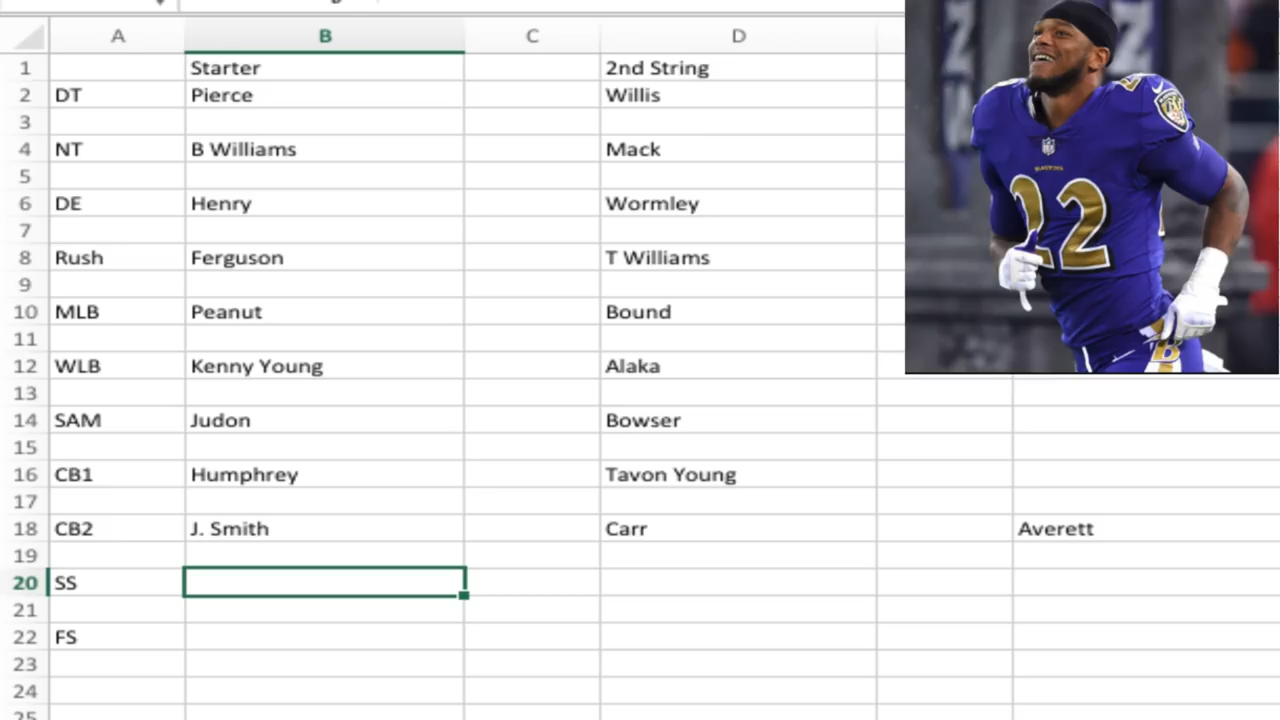 A B C D
1 Starter 2nd String
2 DT Pierce Willis
3
4 NT B Williams Mack
5
6 DE Henry Wormley
7
8 Rush Ferguson T Williams
9
10 MLB Peanut Bound
11
12 WLB Kenny Young Alaka
13
14 SAM Judon Bowser
15
16 CB1 Humphrey Tavon Young
17
18 CB2 J. Smith Carr Averett
19
20 SS
21
22 FS
23
24
25
22